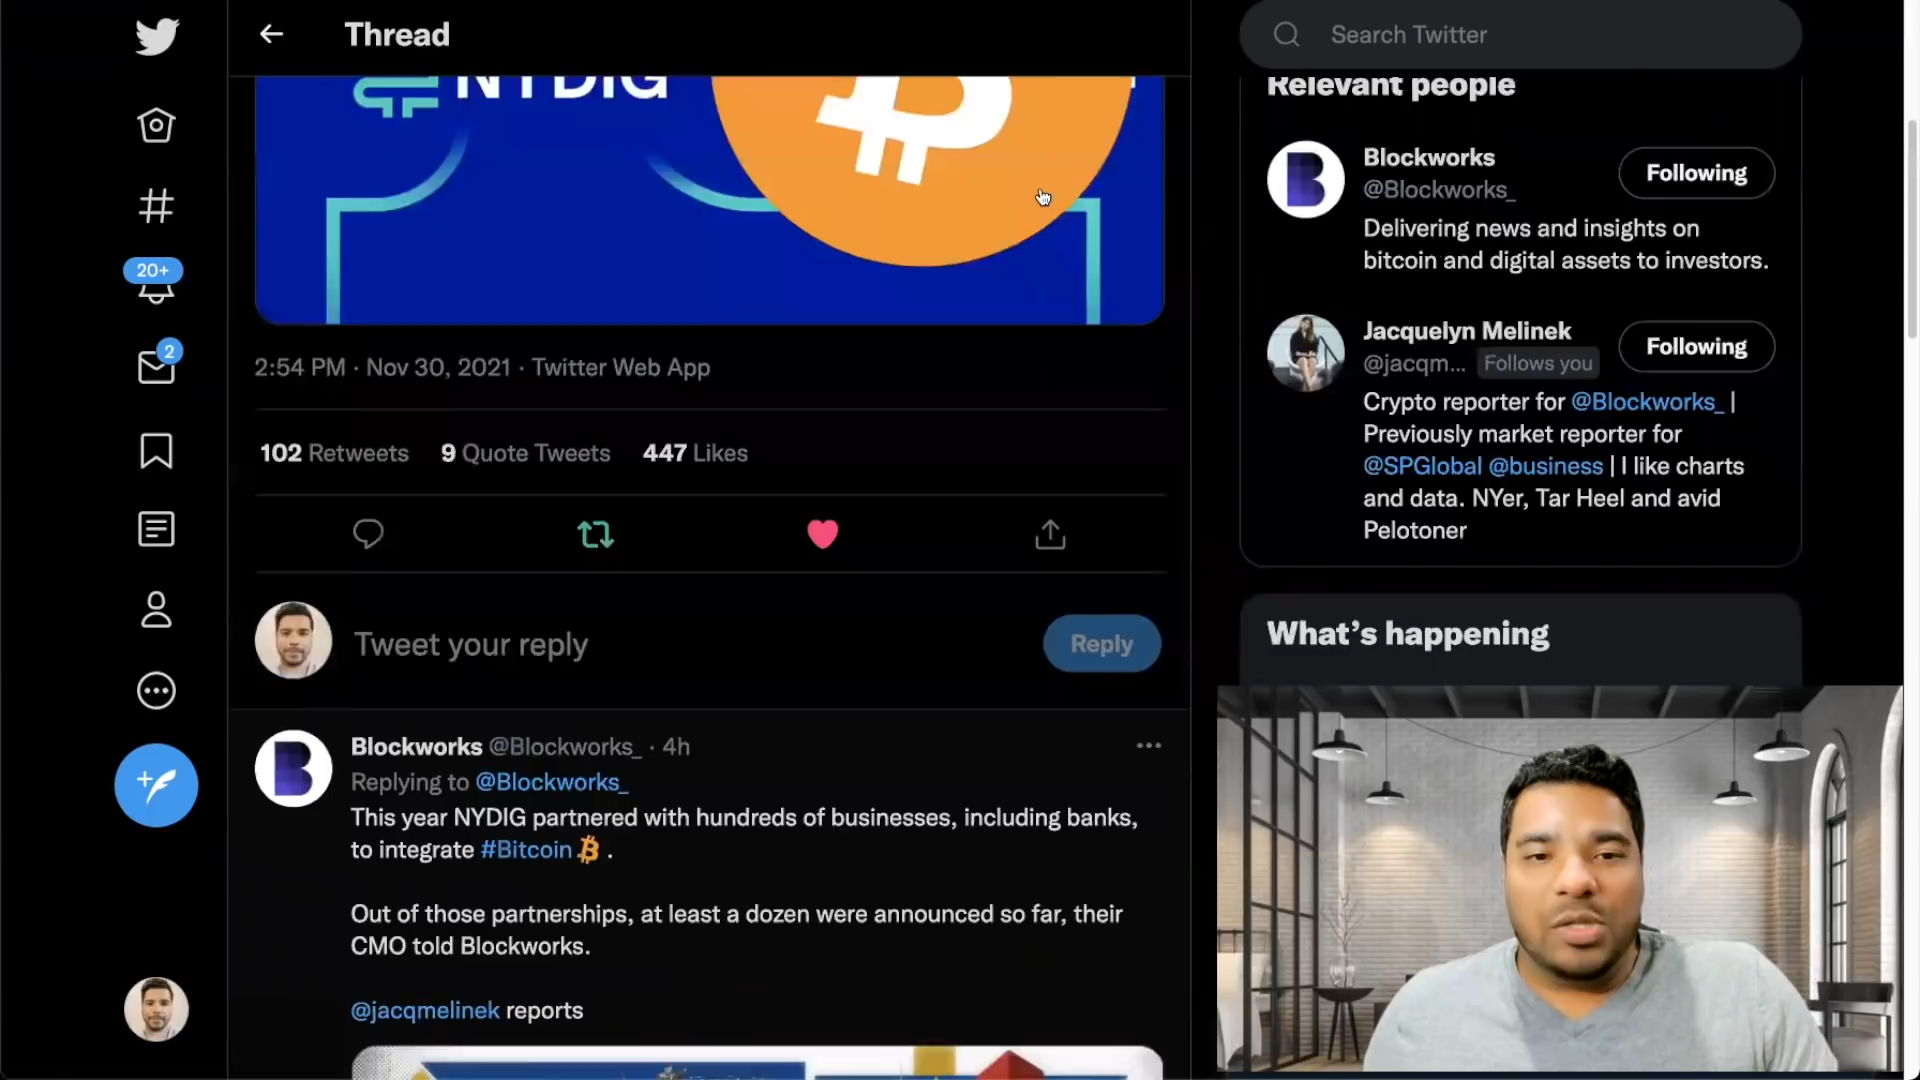 Thread
Search Twitter
NYDIG
20+
2
2:54 PM · Nov 30, 2021 · Twitter Web App
102 Retweets 9 Quote Tweets 447 Likes
Tweet your reply
Reply
Blockworks @Blockworks_ · 4h
Replying to @Blockworks_
This year NYDIG partnered with hundreds of businesses, including banks,
to integrate #Bitcoin .
Out of those partnerships, at least a dozen were announced so far, their
CMO told Blockworks.
@jacqmelinek reports
Relevant people
Blockworks
@Blockworks_
Following
Delivering news and insights on
bitcoin and digital assets to investors.
Jacquelyn Melinek
@jacqm... Follows you
Following
Crypto reporter for @Blockworks_ |
Previously market reporter for
@SPGlobal @business | I like charts
and data. NYer, Tar Heel and avid
Pelotoner
What's happening